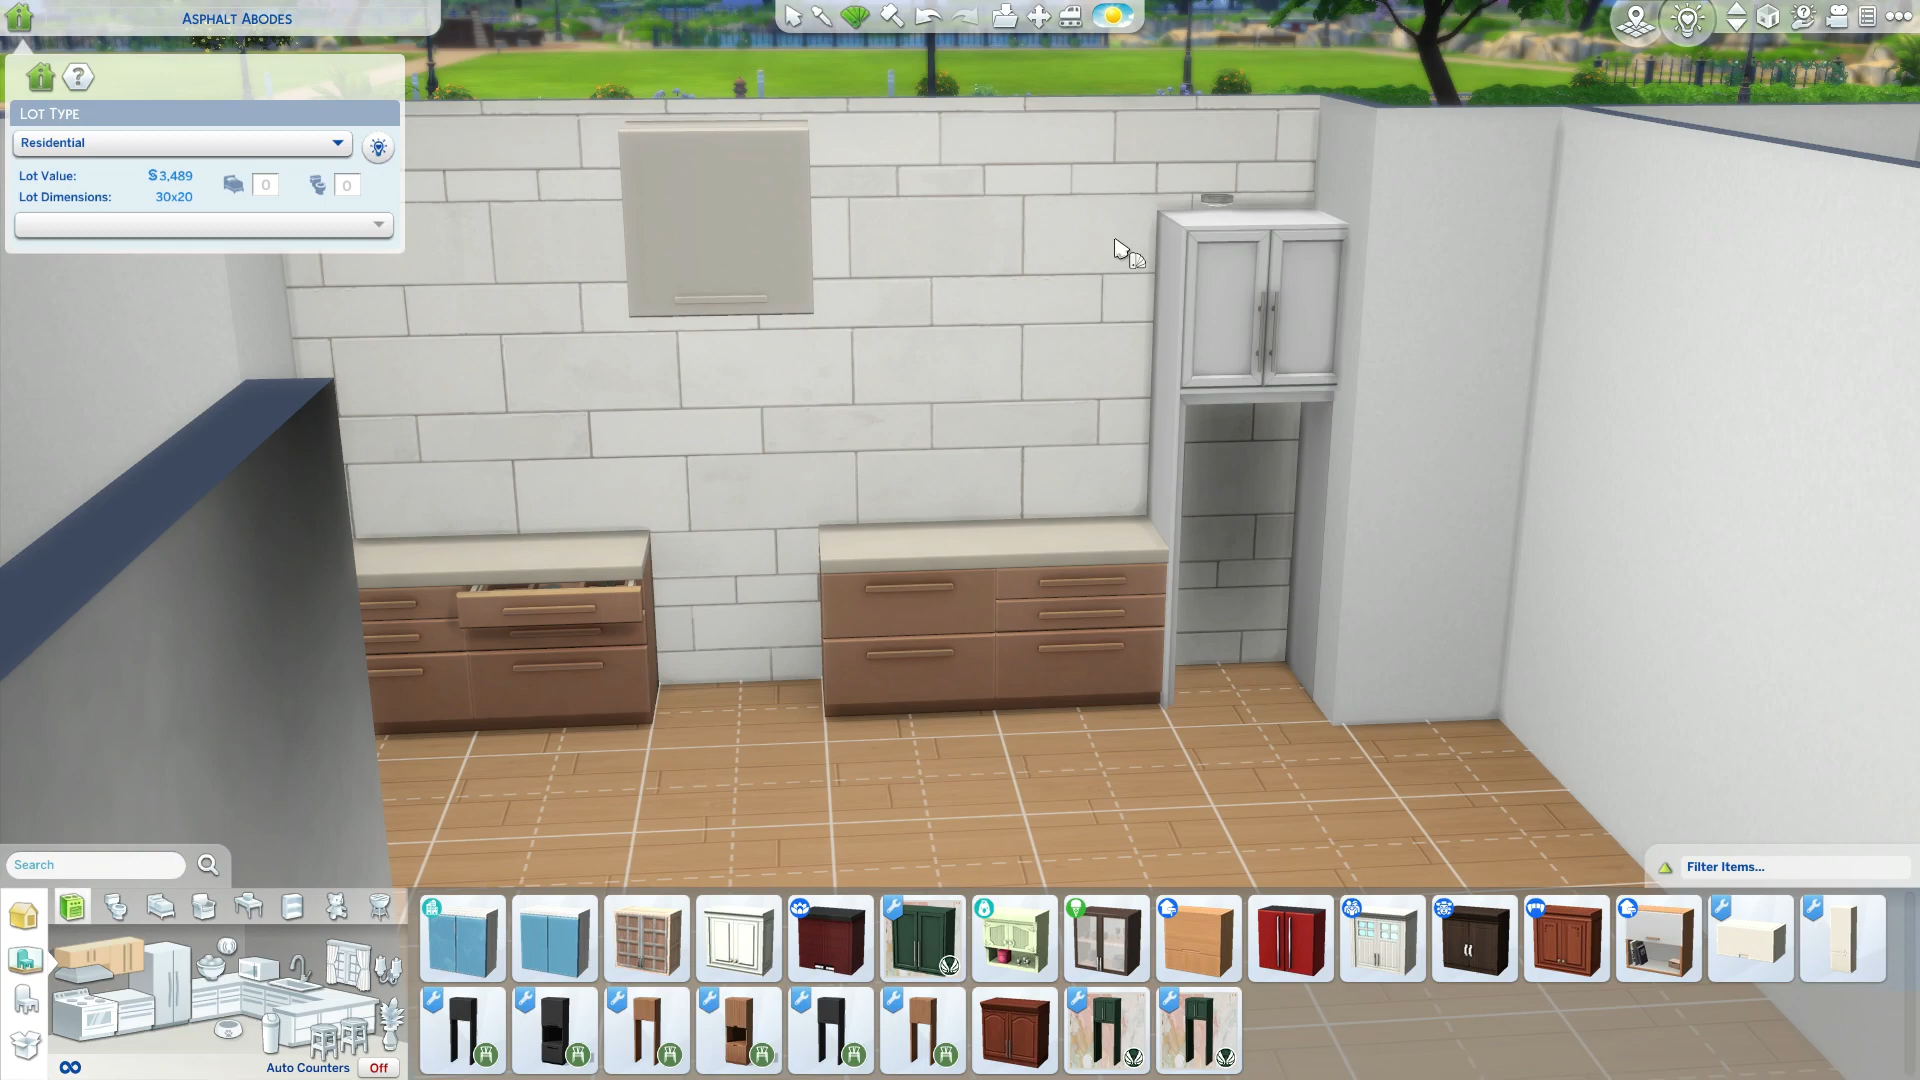 ASPHALT ABODES
LOT TYPE
Residential
Lot Value: §3,489
0
0
Lot Dimensions: 30x20
Search
Filter Items...
Auto Counters
Off